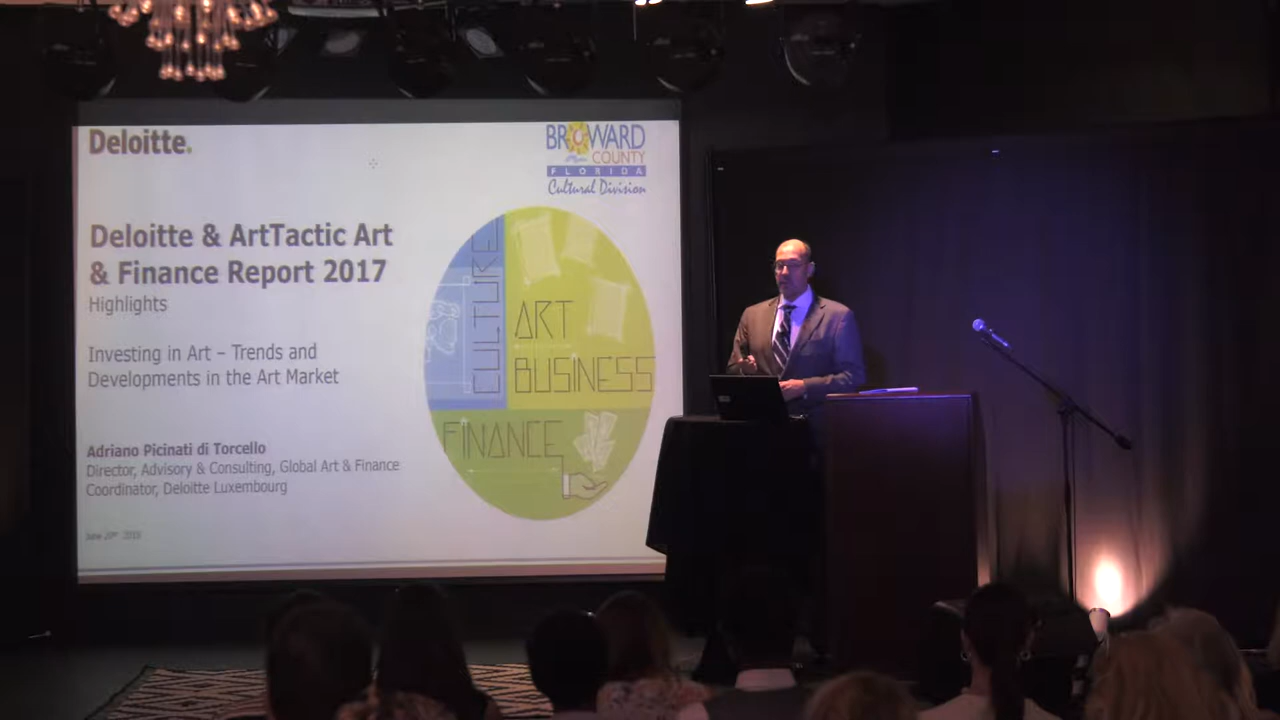 Deloitte.
BROWARD
COUNTY
FLORIDA
Cultural Division
Deloitte & ArtTactic Art
& Finance Report 2017
Highlights
Investing in Art – Trends and
Developments in the Art Market
Adriano Picinati di Torcello
Director, Advisory & Consulting, Global Art & Finance
Coordinator, Deloitte Luxembourg
CULTURE
ART
BUSINESS
FINANCE